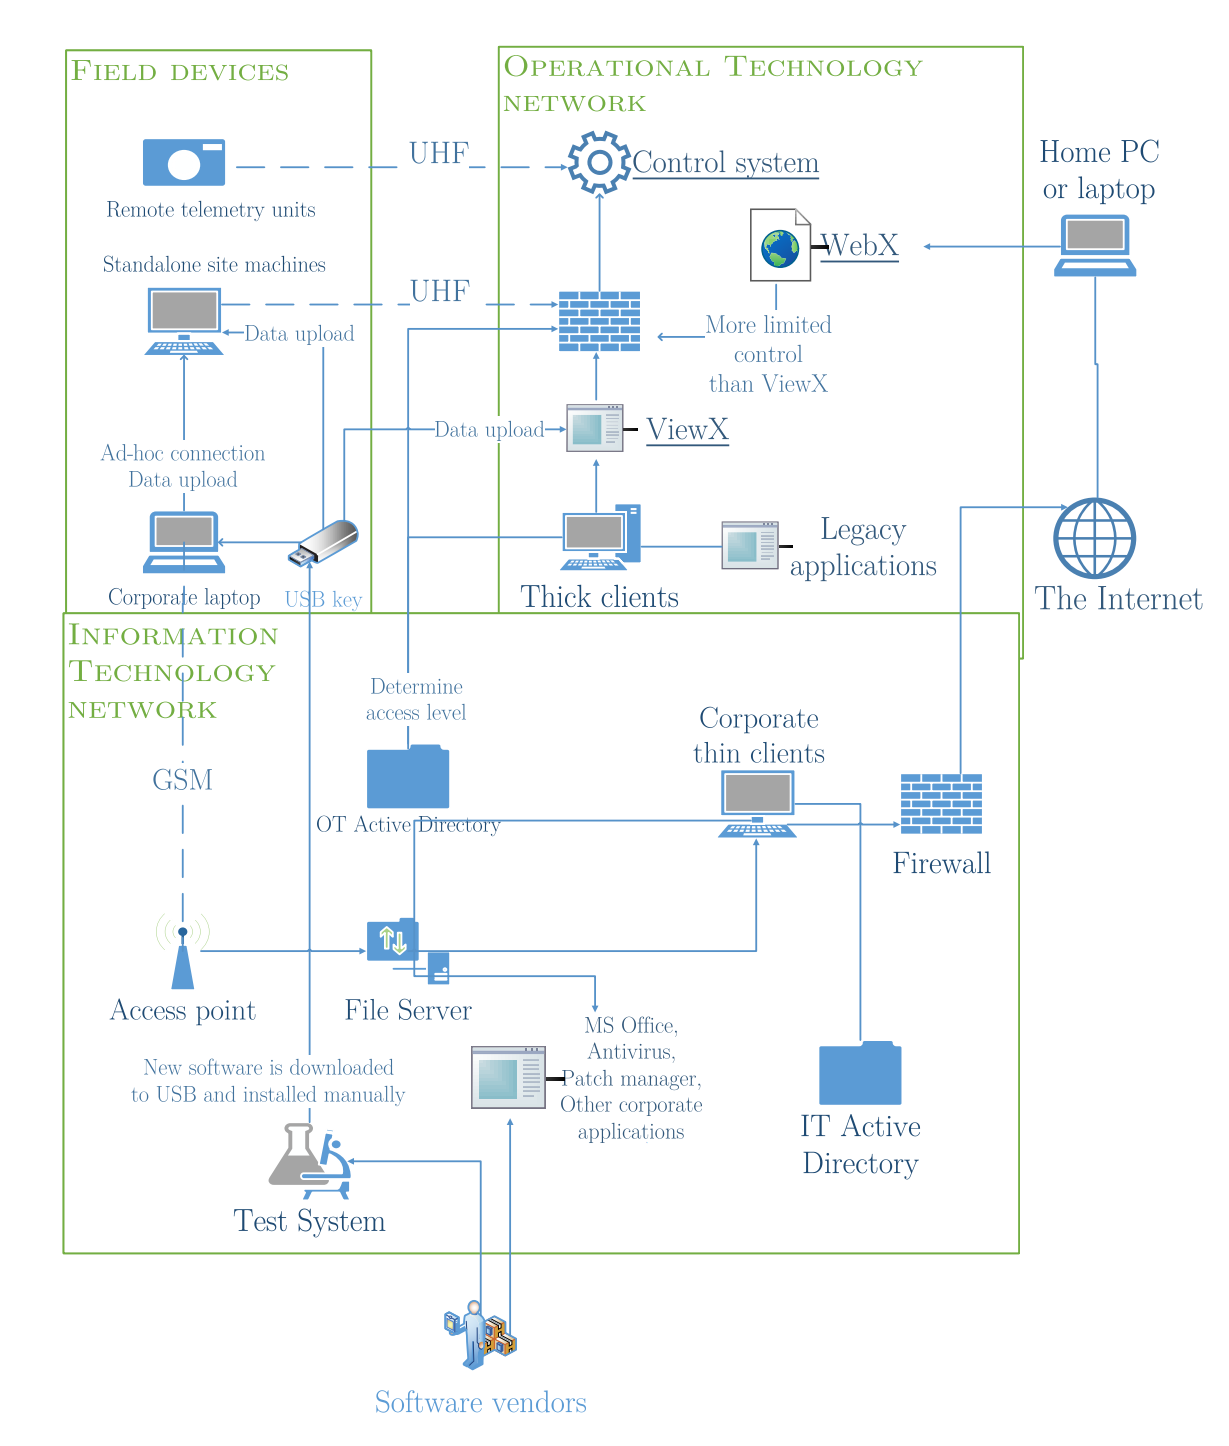 FIELD DEVICES
OPERATIONAL TECHNOLOGY
NETWORK
UHF
Control system
Home PC
or laptop
Remote telemetry units
WebX
Standalone site machines
UHF
Data upload
More limited
control
than ViewX
Data upload
ViewX
Ad-hoc connection
Data upload
Legacy
applications
Corporate laptop
USB key
Thick clients
The Internet
INFORMATION
TECHNOLOGY
NETWORK
Determine
access level
Corporate
thin clients
GSM
OT Active Directory
Firewall
Access point
File Server
MS Office,
Antivirus,
Patch manager,
Other corporate
applications
New software is downloaded
to USB and installed manually
IT Active
Directory
Test System
Software vendors